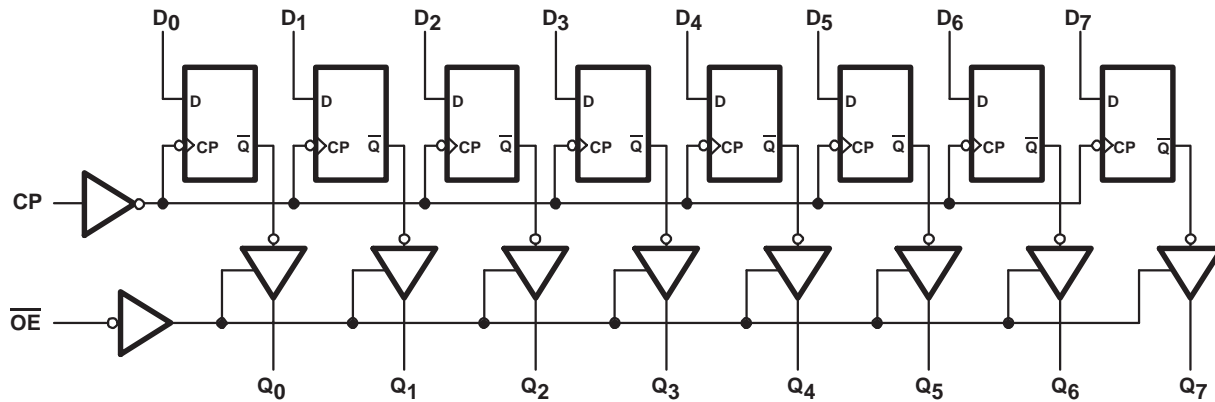 D0 D1 D2 D3 D4 D5 D6 D7
D D D D D D D D
CP Q̅ CP Q̅ CP Q̅ CP Q̅ CP Q̅ CP Q̅ CP Q̅ CP Q̅
CP
O̅E̅
Q0 Q1 Q2 Q3 Q4 Q5 Q6 Q7